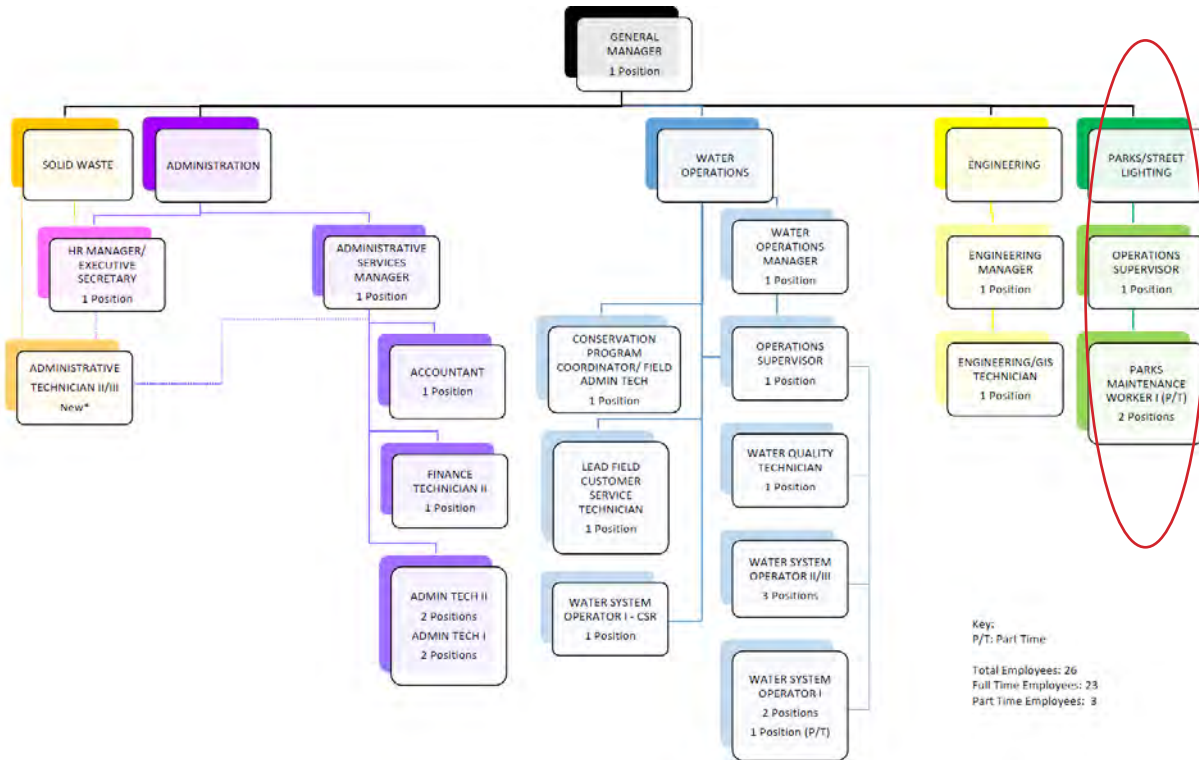 GENERAL
MANAGER
1 Position
SOLID WASTE
ADMINISTRATION
WATER
OPERATIONS
ENGINEERING
PARKS/STREET
LIGHTING
HR MANAGER/
EXECUTIVE
SECRETARY
1 Position
ADMINISTRATIVE
SERVICES
MANAGER
1 Position
WATER
OPERATIONS
MANAGER
1 Position
ENGINEERING
MANAGER
1 Position
OPERATIONS
SUPERVISOR
1 Position
ADMINISTRATIVE
TECHNICIAN II/III
New*
ACCOUNTANT
1 Position
CONSERVATION
PROGRAM
COORDINATOR/ FIELD
ADMIN TECH
1 Position
OPERATIONS
SUPERVISOR
1 Position
ENGINEERING/GIS
TECHNICIAN
1 Position
PARKS
MAINTENANCE
WORKER I (P/T)
2 Positions
FINANCE
TECHNICIAN II
1 Position
LEAD FIELD
CUSTOMER
SERVICE
TECHNICIAN
1 Position
WATER QUALITY
TECHNICIAN
1 Position
ADMIN TECH II
2 Positions
ADMIN TECH I
2 Positions
WATER SYSTEM
OPERATOR I - CSR
1 Position
WATER SYSTEM
OPERATOR II/III
3 Positions
WATER SYSTEM
OPERATOR I
2 Positions
1 Position (P/T)
Key:
P/T: Part Time
Total Employees: 26
Full Time Employees: 23
Part Time Employees: 3